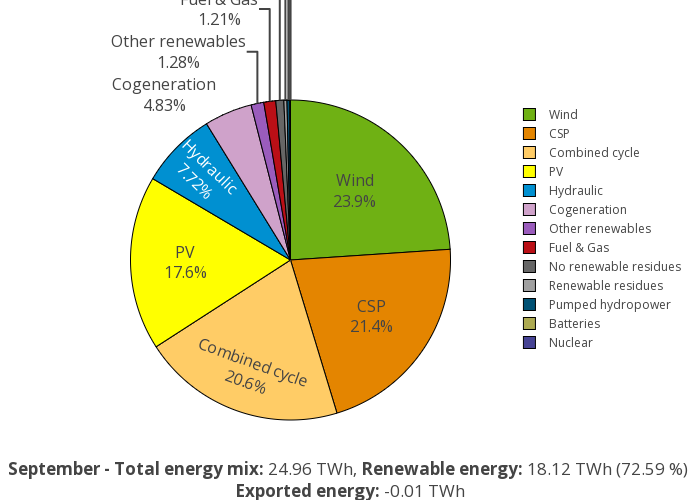 Fuel & Gas
1.21%
Other renewables
1.28%
Cogeneration
4.83%
Hydraulic
7.72%
Wind
23.9%
PV
17.6%
CSP
21.4%
Combined cycle
20.6%
Wind
CSP
Combined cycle
PV
Hydraulic
Cogeneration
Other renewables
Fuel & Gas
No renewable residues
Renewable residues
Pumped hydropower
Batteries
Nuclear
September - Total energy mix: 24.96 TWh, Renewable energy: 18.12 TWh (72.59 %)
Exported energy: -0.01 TWh